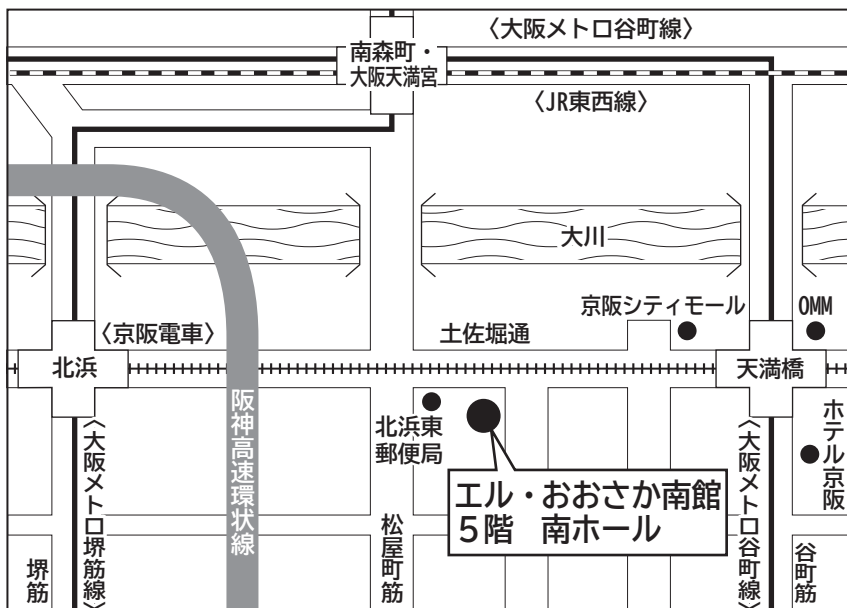 〈大阪メトロ谷町線〉
南森町・
大阪天満宮
〈JR東西線〉
大川
京阪シティモール
OMM
〈京阪電車〉
土佐堀通
北浜
天満橋
阪神高速環状線
北浜東
郵便局
ホテル京阪
〈大阪メトロ堺筋線〉
エル・おおさか南館
5階 南ホール
〈大阪メトロ谷町線〉
堺筋
松屋町筋
谷町筋